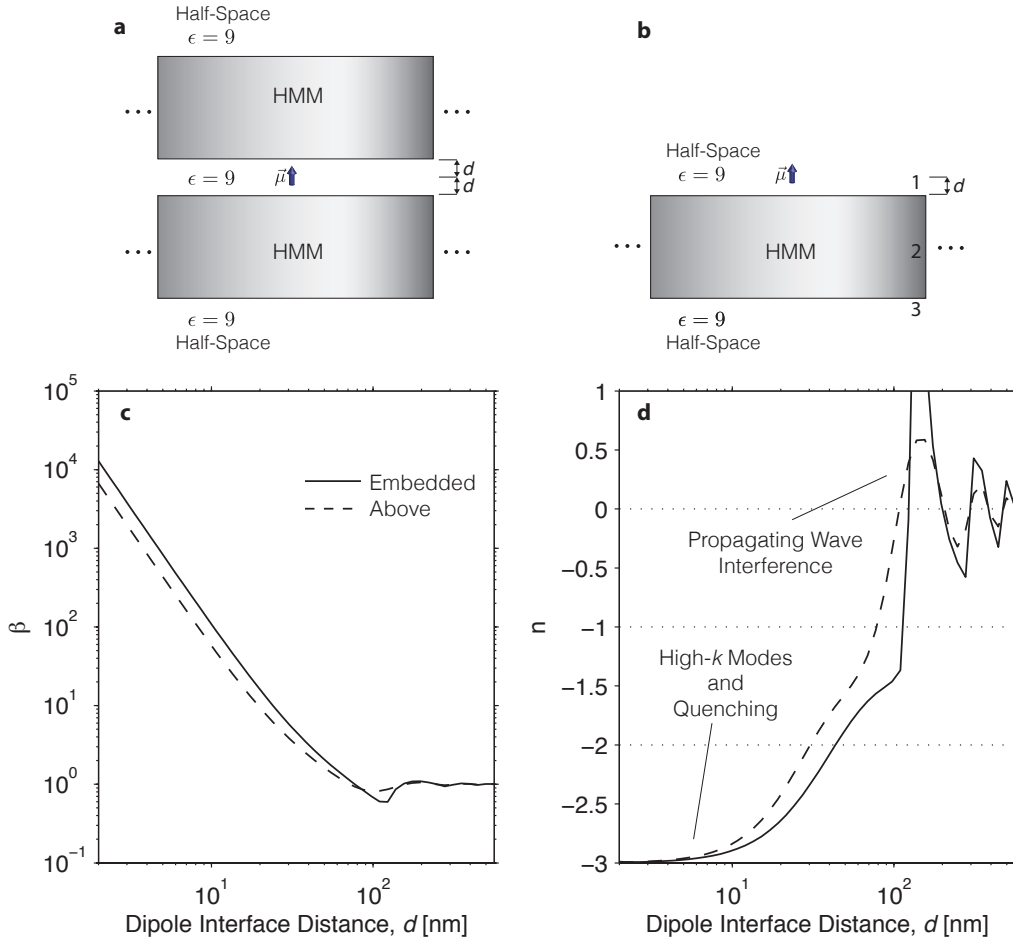 a
Half-Space
ϵ = 9
HMM
ϵ = 9
μ⃗
d
d
HMM
ϵ = 9
Half-Space
b
Half-Space
ϵ = 9
μ⃗
1
d
HMM
2
3
ϵ = 9
Half-Space
c
10^5
10^4
10^3
10^2
10^1
10^0
10^-1
β
Embedded
Above
10^1
10^2
Dipole Interface Distance, d [nm]
d
1
0.5
0
−0.5
−1
−1.5
−2
−2.5
−3
n
Propagating Wave
Interference
High-k Modes
and
Quenching
10^1
10^2
Dipole Interface Distance, d [nm]